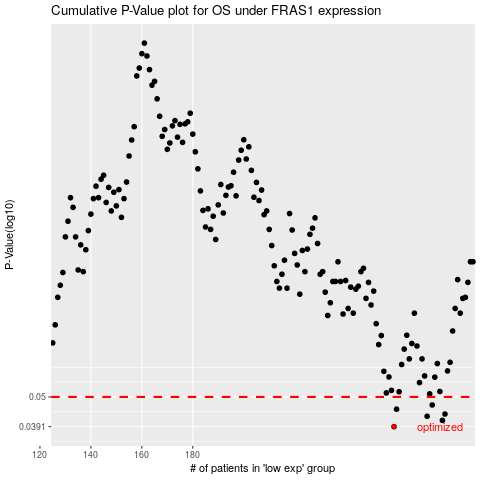 Cumulative P-Value plot for OS under FRAS1 expression
P-Value(log10)
0.05
0.0391
optimized
120 140 160 180
# of patients in 'low exp' group